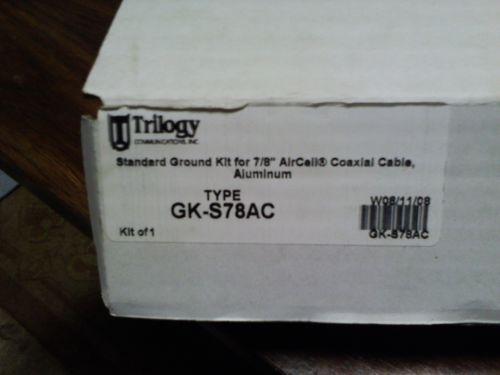 Trilogy
COMMUNICATIONS, INC
Standard Ground Kit for 7/8" AirCell® Coaxial Cable,
Aluminum
TYPE
GK-S78AC
W08/11/08
Kit of 1
GK-S78AC